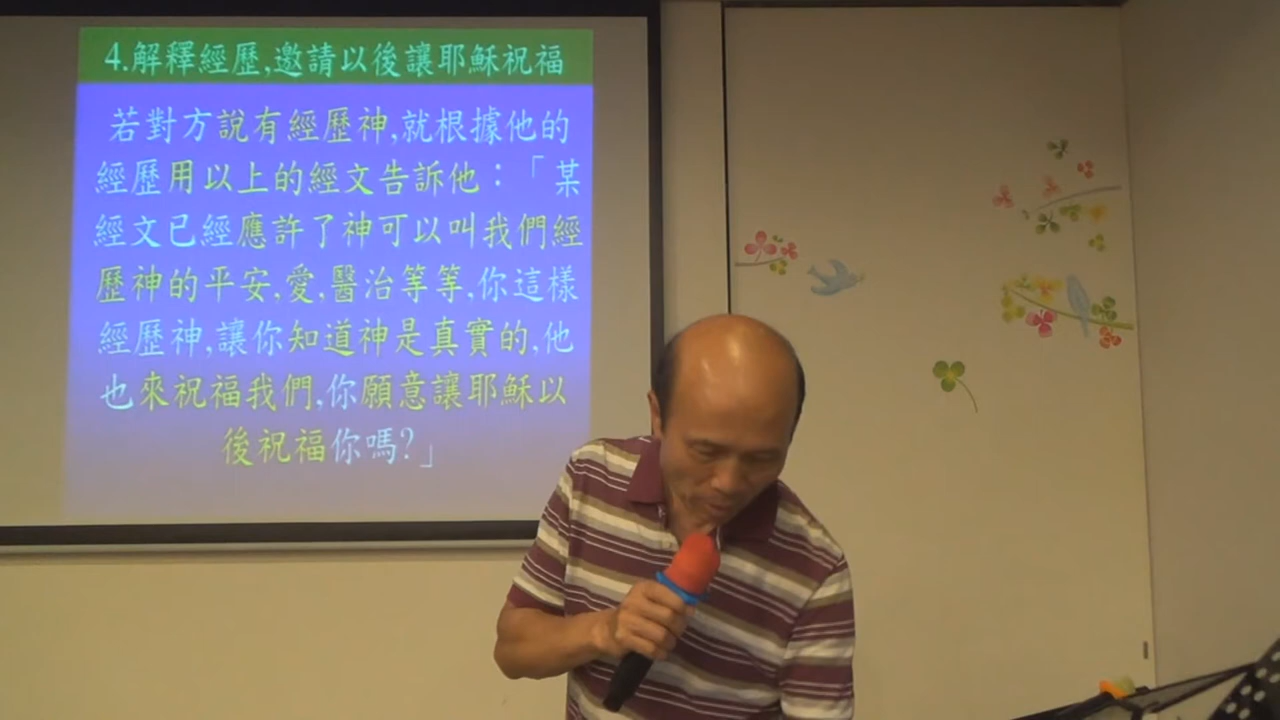 4.解釋經歷,邀請以後讓耶穌祝福
若對方說有經歷神,就根據他的
經歷用以上的經文告訴他：「某
經文已經應許了神可以叫我們經
歷神的平安,愛,醫治等等,你這樣
經歷神,讓你知道神是真實的,他
也來祝福我們,你願意讓耶穌以
後祝福你嗎?」